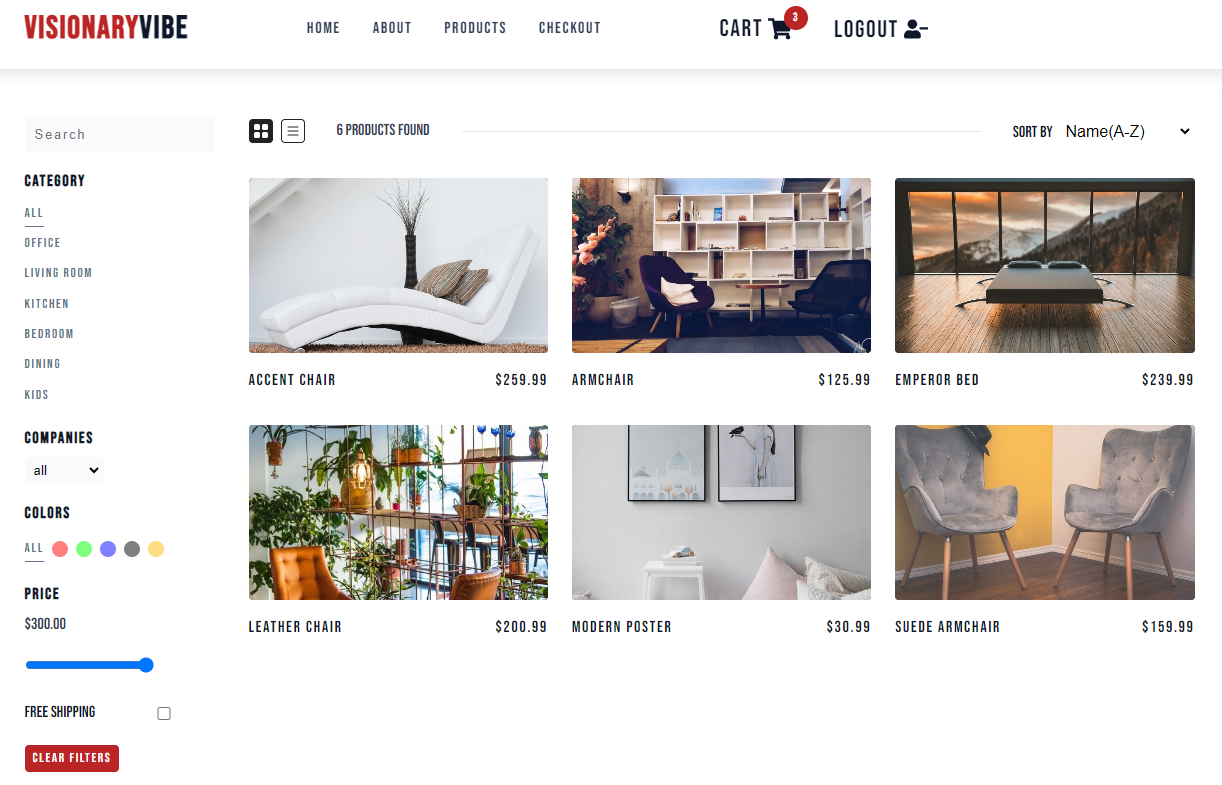 VISIONARYVIBE
HOME ABOUT PRODUCTS CHECKOUT
CART 3 LOGOUT
Search
6 PRODUCTS FOUND
SORT BY Name(A-Z)
CATEGORY
ALL
OFFICE
LIVING ROOM
KITCHEN
BEDROOM
DINING
KIDS
COMPANIES
all
COLORS
ALL
PRICE
$300.00
FREE SHIPPING
CLEAR FILTERS
ACCENT CHAIR $259.99
ARMCHAIR $125.99
EMPEROR BED $239.99
LEATHER CHAIR $200.99
MODERN POSTER $30.99
SUEDE ARMCHAIR $159.99